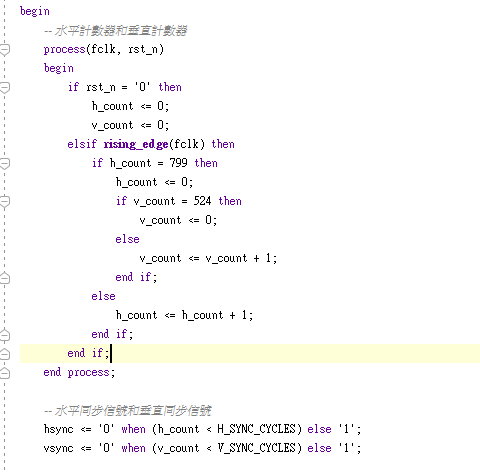 begin
-- 水平計數器和垂直計數器
process(fclk, rst_n)
begin
if rst_n = '0' then
h_count <= 0;
v_count <= 0;
elsif rising_edge(fclk) then
if h_count = 799 then
h_count <= 0;
if v_count = 524 then
v_count <= 0;
else
v_count <= v_count + 1;
end if;
else
h_count <= h_count + 1;
end if;
end if;
end process;
-- 水平同步信號和垂直同步信號
hsync <= '0' when (h_count < H_SYNC_CYCLES) else '1';
vsync <= '0' when (v_count < V_SYNC_CYCLES) else '1';